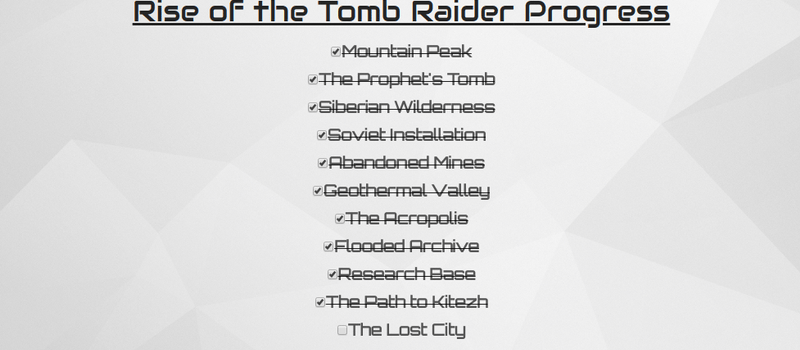 Rise of the Tomb Raider Progress
Mountain Peak
The Prophet's Tomb
Siberian Wilderness
Soviet Installation
Abandoned Mines
Geothermal Valley
The Acropolis
Flooded Archive
Research Base
The Path to Kitezh
The Lost City